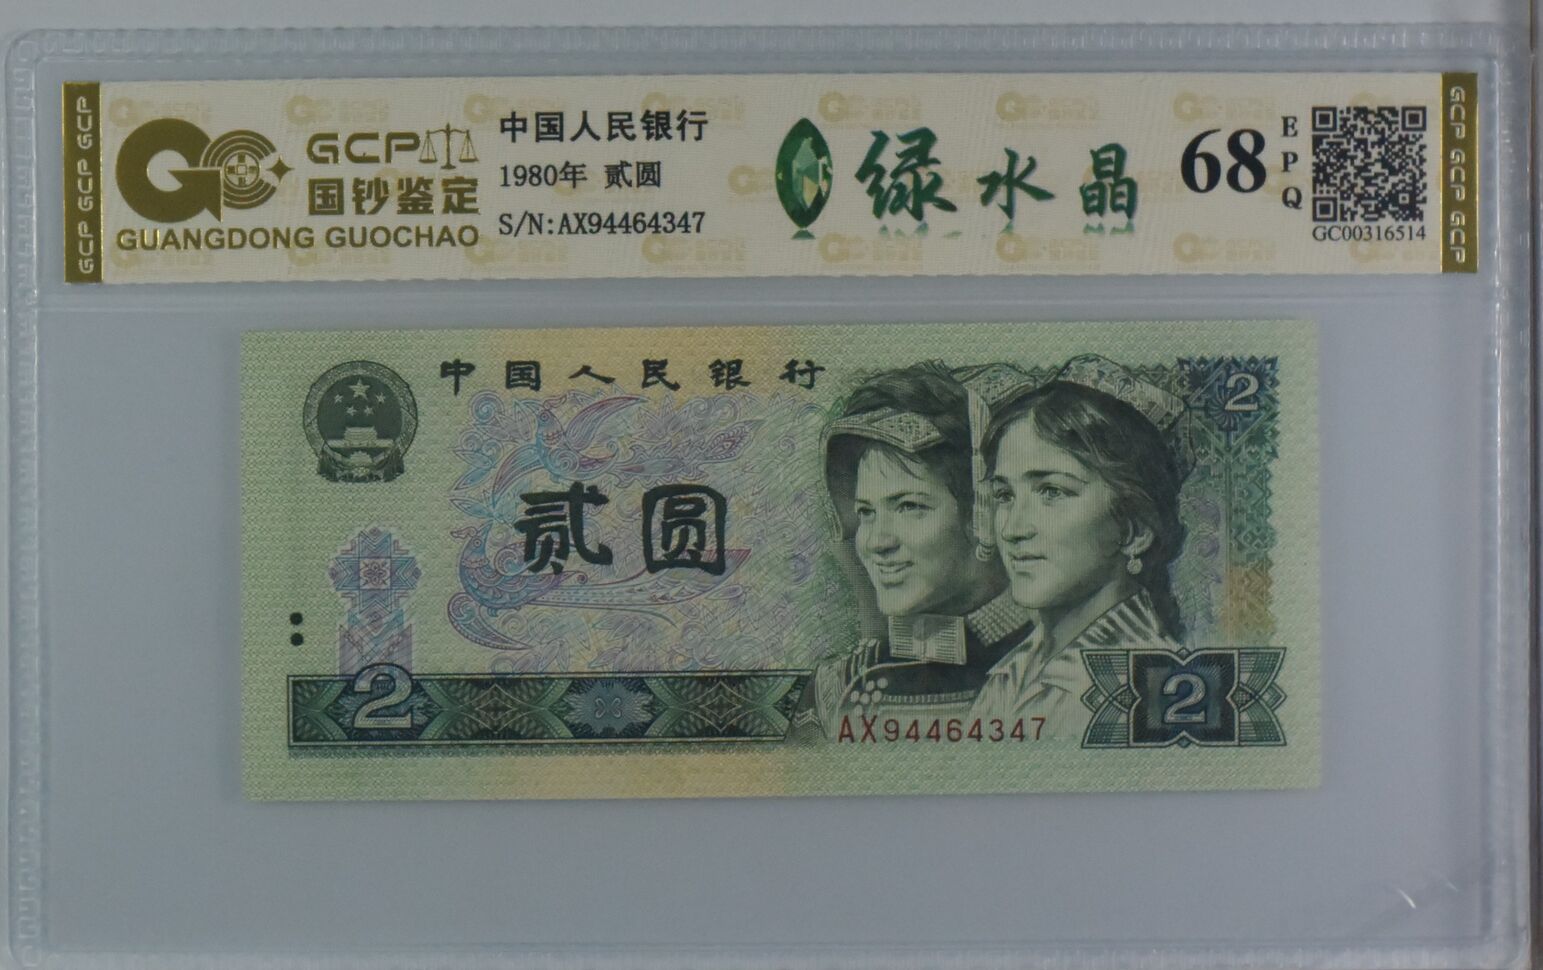 GCP
国钞鉴定
GUANGDONG GUOCHAO
中国人民银行
1980年 贰圆
S/N:AX94464347
绿水晶
68
EPQ
GC00316514
GCP GCP GCP
GCP GCP GCP
中国人民银行
2
贰圆
2
2
AX94464347